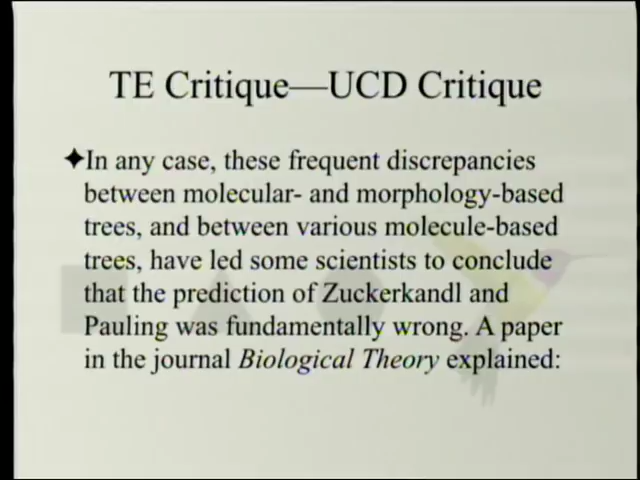 TE Critique—UCD Critique
✦In any case, these frequent discrepancies
between molecular- and morphology-based
trees, and between various molecule-based
trees, have led some scientists to conclude
that the prediction of Zuckerkandl and
Pauling was fundamentally wrong. A paper
in the journal Biological Theory explained: